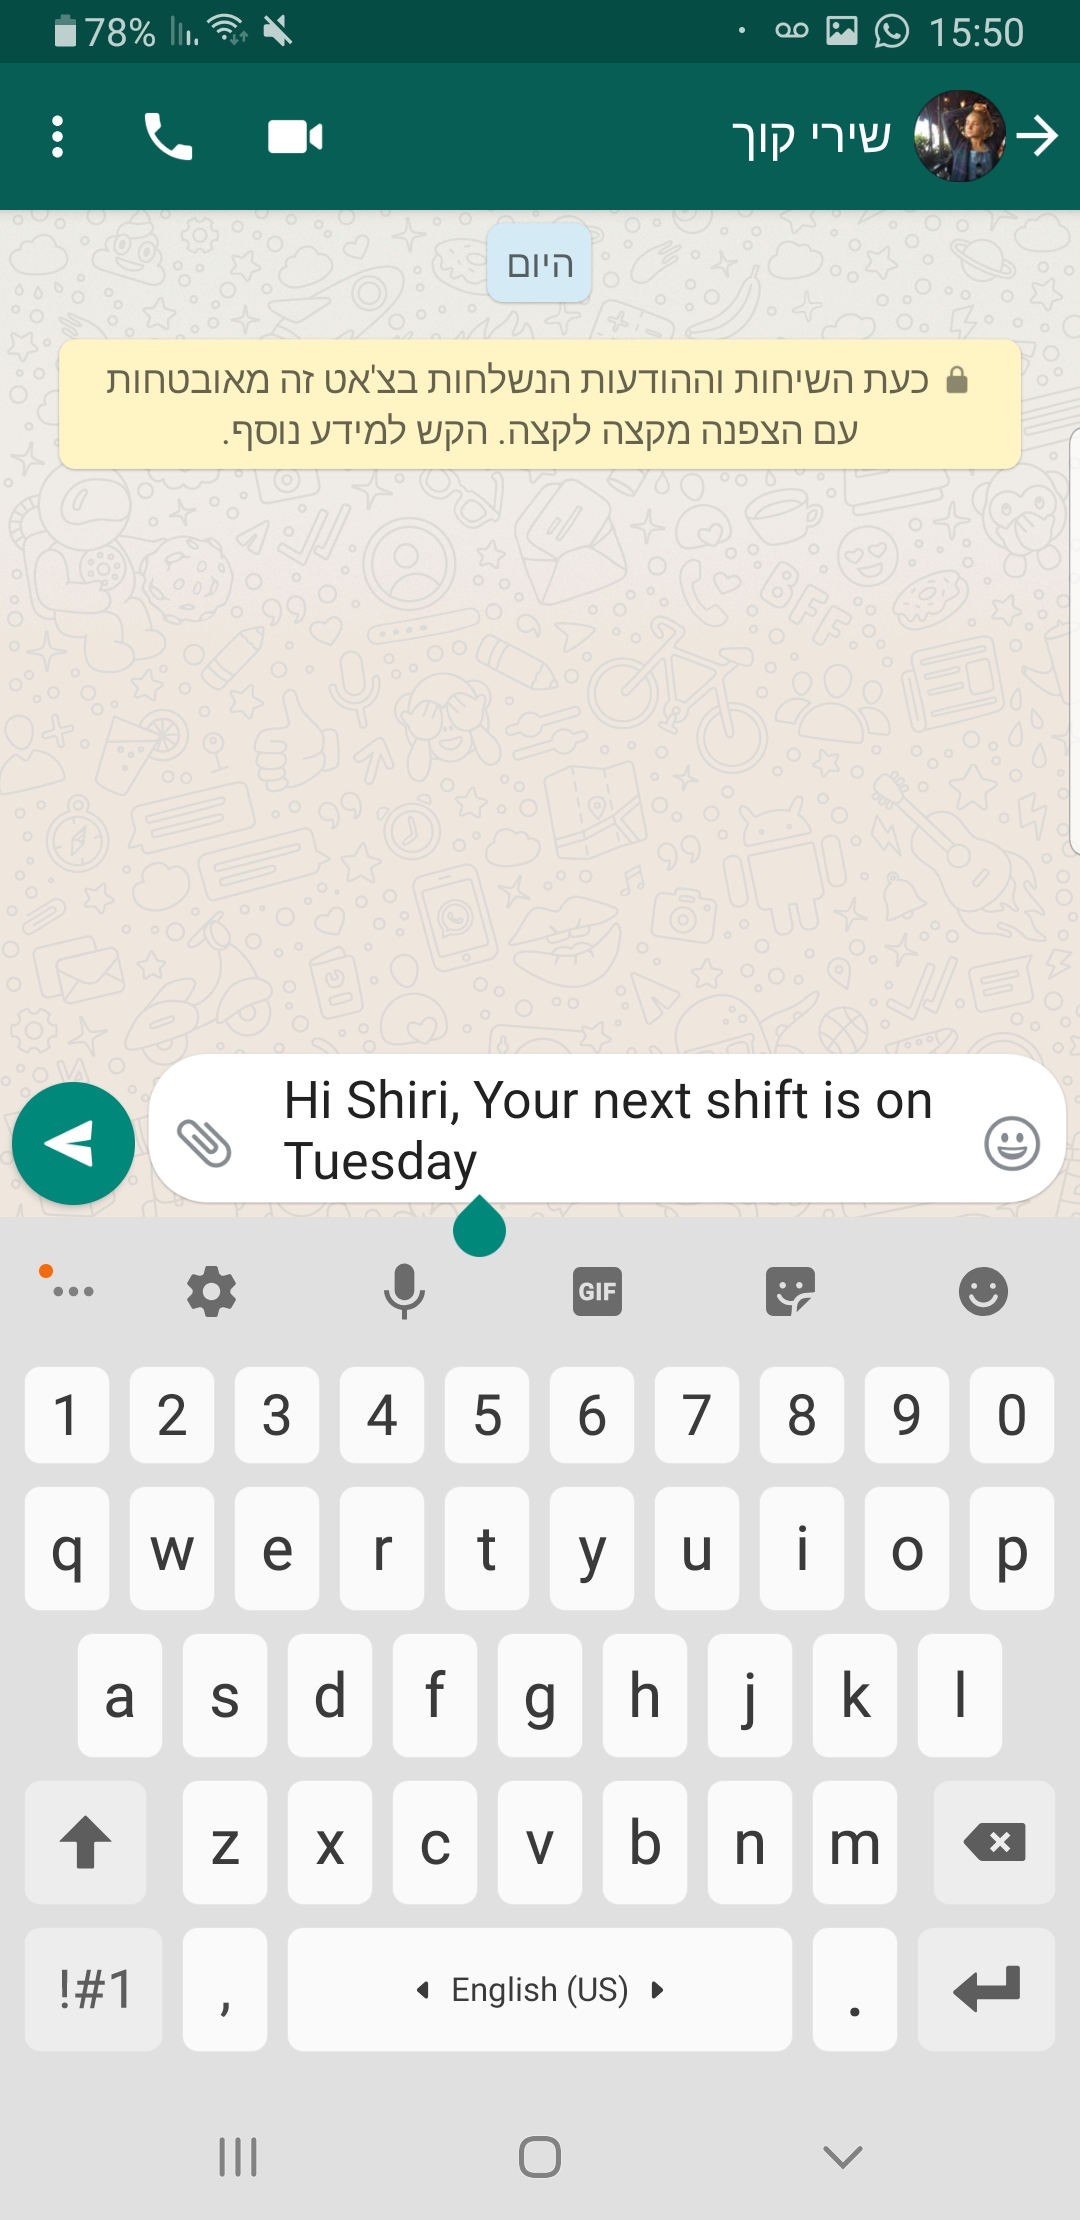 78%
15:50
שירי קוך
היום
כעת השיחות וההודעות הנשלחות בצ'אט זה מאובטחות
עם הצפנה מקצה לקצה. הקש למידע נוסף.
Hi Shiri, Your next shift is on
Tuesday
GIF
1 2 3 4 5 6 7 8 9 0
q w e r t y u i o p
a s d f g h j k l
z x c v b n m
!#1 , English (US) .